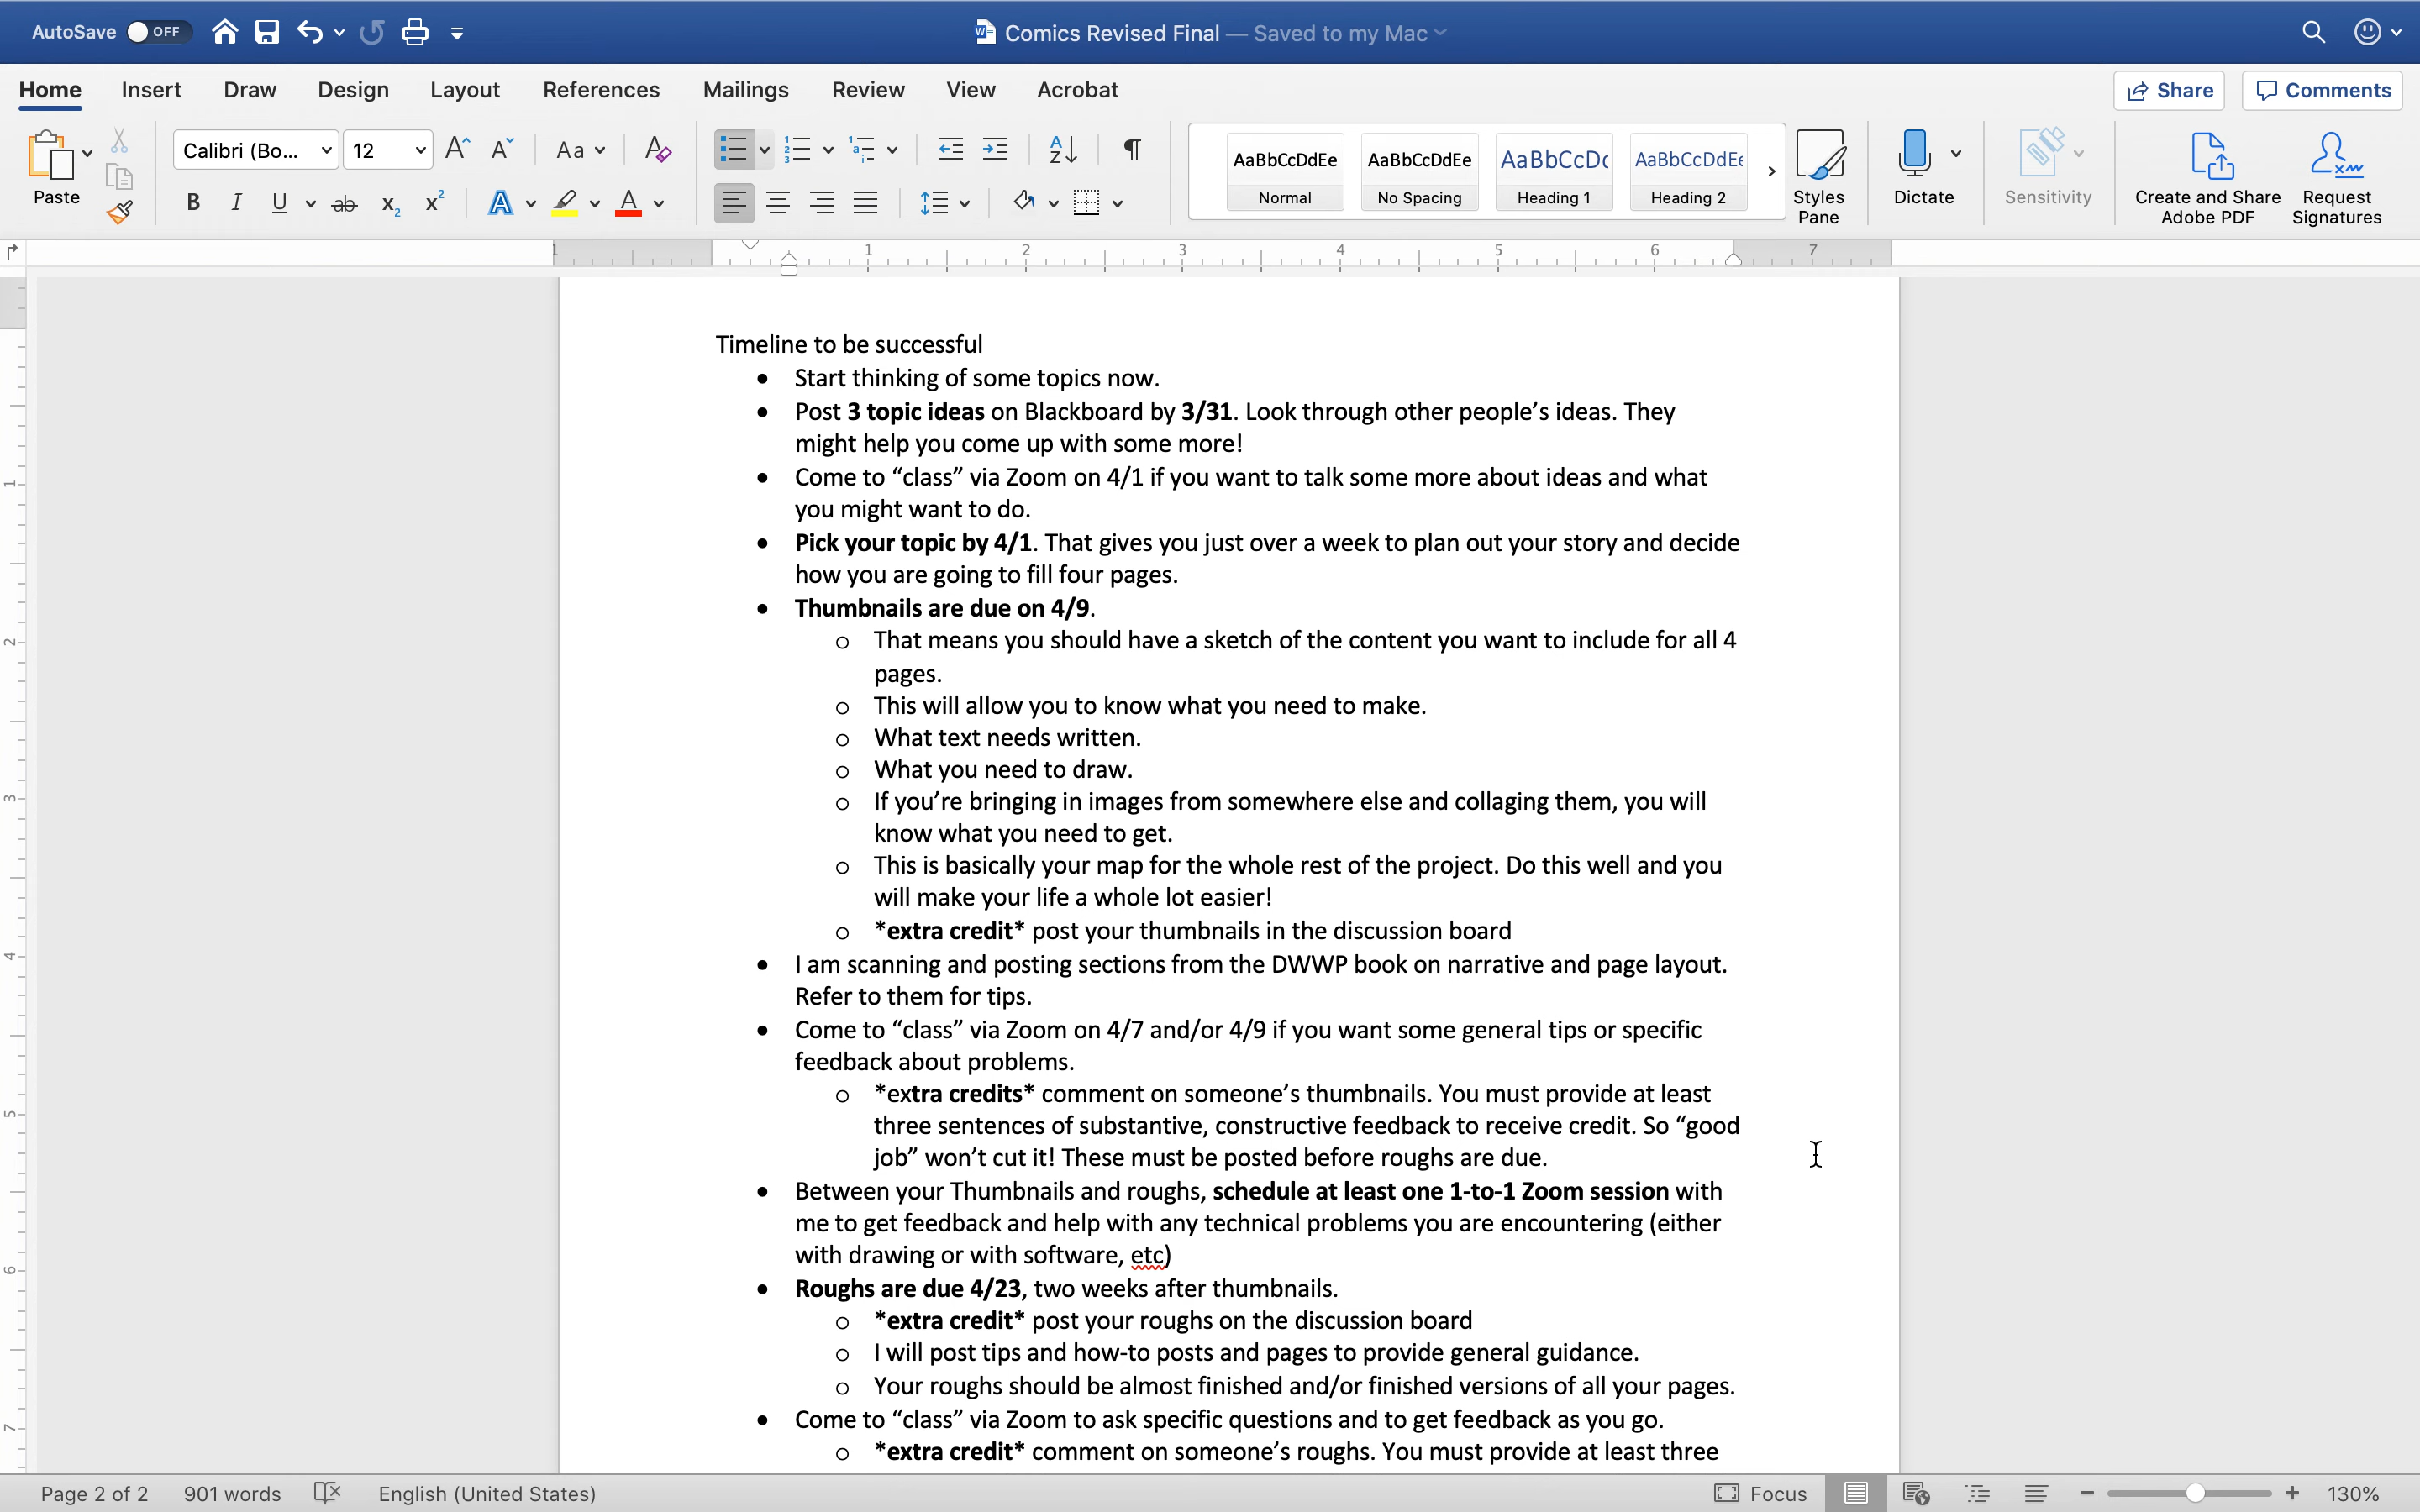 AutoSave OFF
Comics Revised Final — Saved to my Mac
Home Insert Draw Design Layout References Mailings Review View Acrobat Share Comments
Paste
Calibri (Bo... 12 Aa
B I U ab x₂ x² A A
AaBbCcDdEe Normal
AaBbCcDdEe No Spacing
AaBbCcDc Heading 1
AaBbCcDdEe Heading 2
Styles Pane
Dictate
Sensitivity
Create and Share Adobe PDF
Request Signatures
1 1 2 3 4 5 6 7
Timeline to be successful
• Start thinking of some topics now.
• Post 3 topic ideas on Blackboard by 3/31. Look through other people’s ideas. They
might help you come up with some more!
• Come to “class” via Zoom on 4/1 if you want to talk some more about ideas and what
you might want to do.
• Pick your topic by 4/1. That gives you just over a week to plan out your story and decide
how you are going to fill four pages.
• Thumbnails are due on 4/9.
o That means you should have a sketch of the content you want to include for all 4
pages.
o This will allow you to know what you need to make.
o What text needs written.
o What you need to draw.
o If you’re bringing in images from somewhere else and collaging them, you will
know what you need to get.
o This is basically your map for the whole rest of the project. Do this well and you
will make your life a whole lot easier!
o *extra credit* post your thumbnails in the discussion board
• I am scanning and posting sections from the DWWP book on narrative and page layout.
Refer to them for tips.
• Come to “class” via Zoom on 4/7 and/or 4/9 if you want some general tips or specific
feedback about problems.
o *extra credits* comment on someone’s thumbnails. You must provide at least
three sentences of substantive, constructive feedback to receive credit. So “good
job” won’t cut it! These must be posted before roughs are due.
• Between your Thumbnails and roughs, schedule at least one 1-to-1 Zoom session with
me to get feedback and help with any technical problems you are encountering (either
with drawing or with software, etc)
• Roughs are due 4/23, two weeks after thumbnails.
o *extra credit* post your roughs on the discussion board
o I will post tips and how-to posts and pages to provide general guidance.
o Your roughs should be almost finished and/or finished versions of all your pages.
• Come to “class” via Zoom to ask specific questions and to get feedback as you go.
o *extra credit* comment on someone’s roughs. You must provide at least three
Page 2 of 2 901 words English (United States) Focus 130%